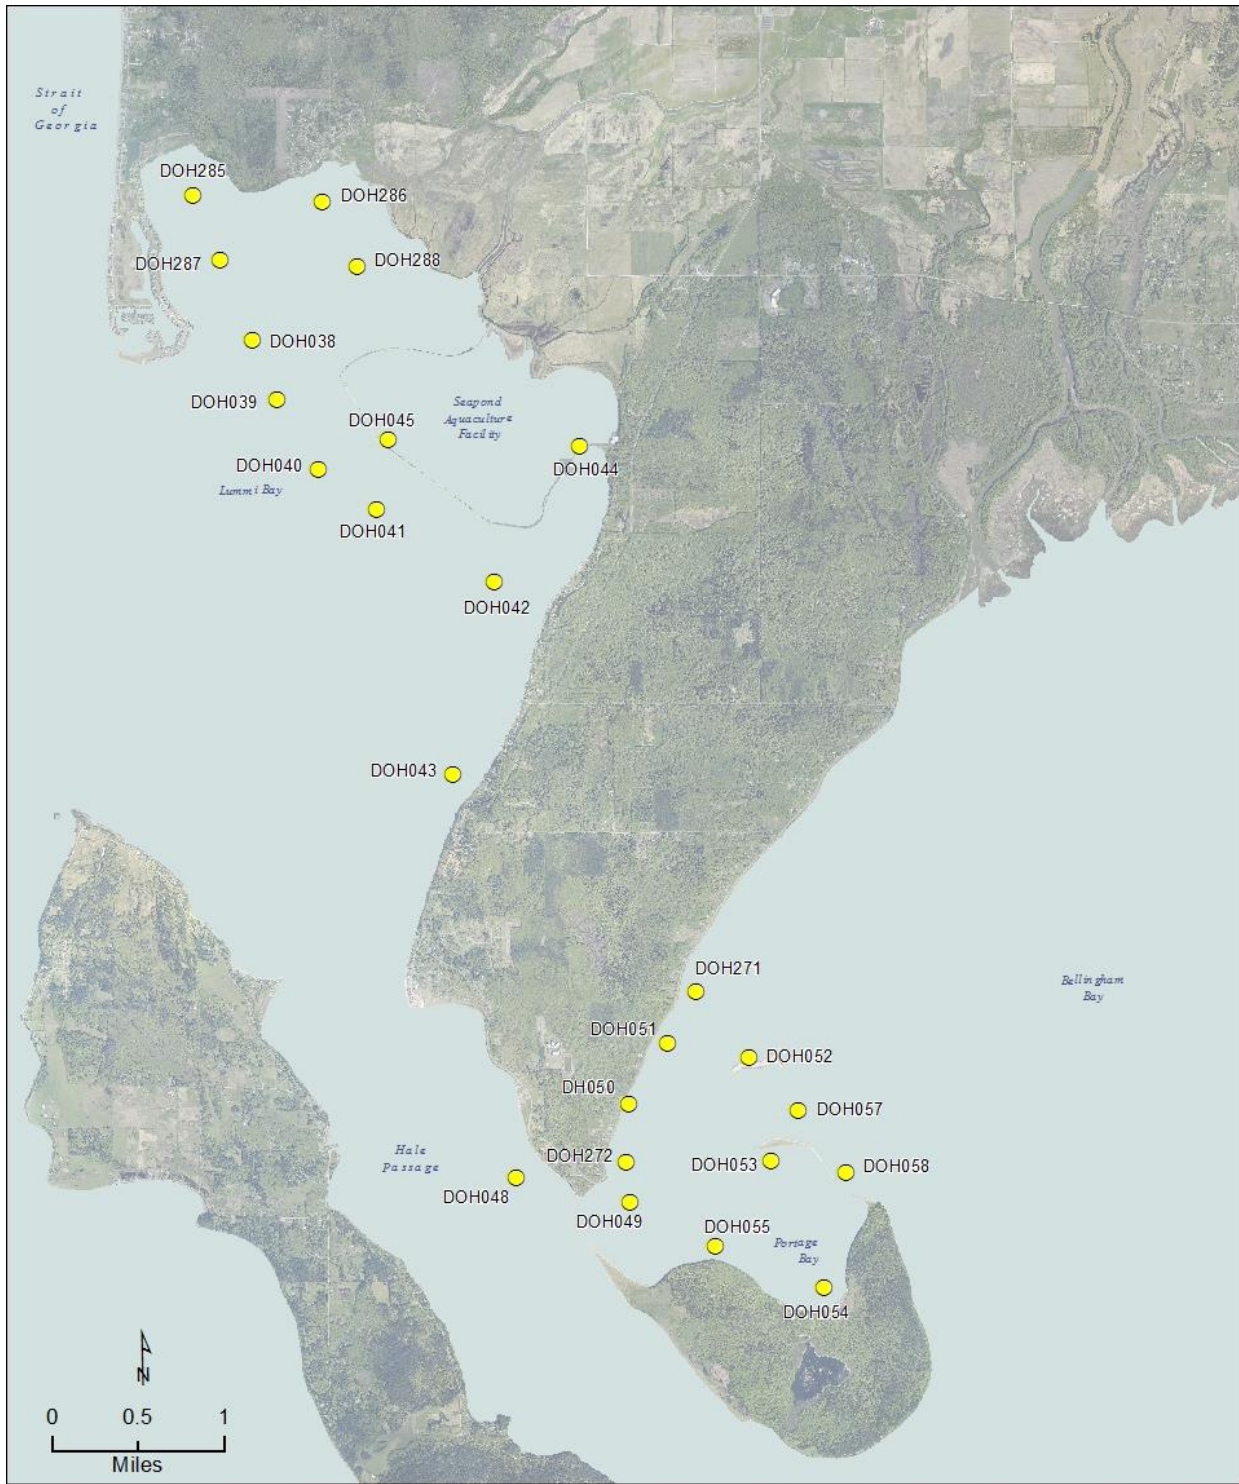 Strait
of
Georgia
DOH285
DOH286
DOH287
DOH288
DOH038
DOH039
DOH045
Seapond
Aquaculture
Facility
DOH044
DOH040
Lummi Bay
DOH041
DOH042
DOH043
DOH271
Bellingham
Bay
DOH051
DOH052
DH050
DOH057
Hale
Passage
DOH272
DOH053
DOH058
DOH048
DOH049
DOH055
Portage
Bay
DOH054
N
0 0.5 1
Miles